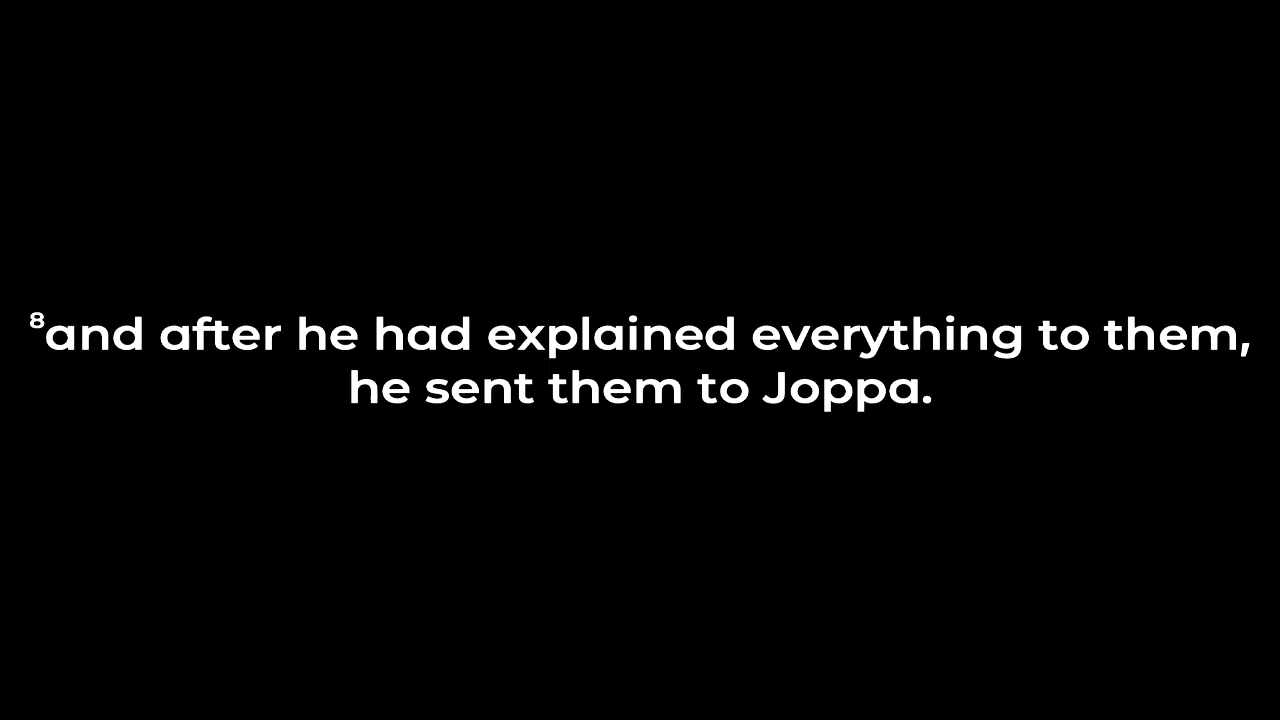 ⁸and after he had explained everything to them,
he sent them to Joppa.